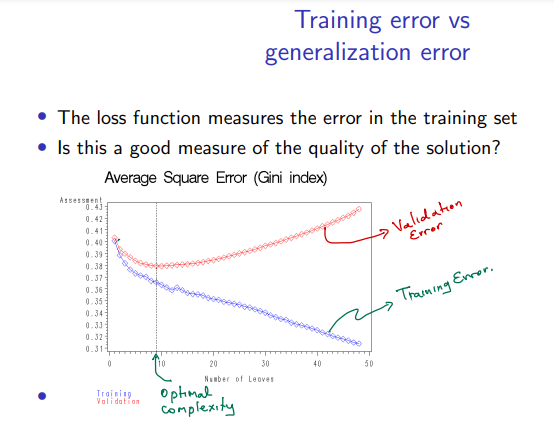 Training error vs
generalization error
• The loss function measures the error in the training set
• Is this a good measure of the quality of the solution?
Average Square Error (Gini index)
Assessment
0.43
0.42
0.41
0.40
0.39
0.38
0.37
0.36
0.35
0.34
0.33
0.32
0.31
Validation
Error
Training Error.
0 10 20 30 40 50
Number of Leaves
•
Training
Validation
Optimal
complexity